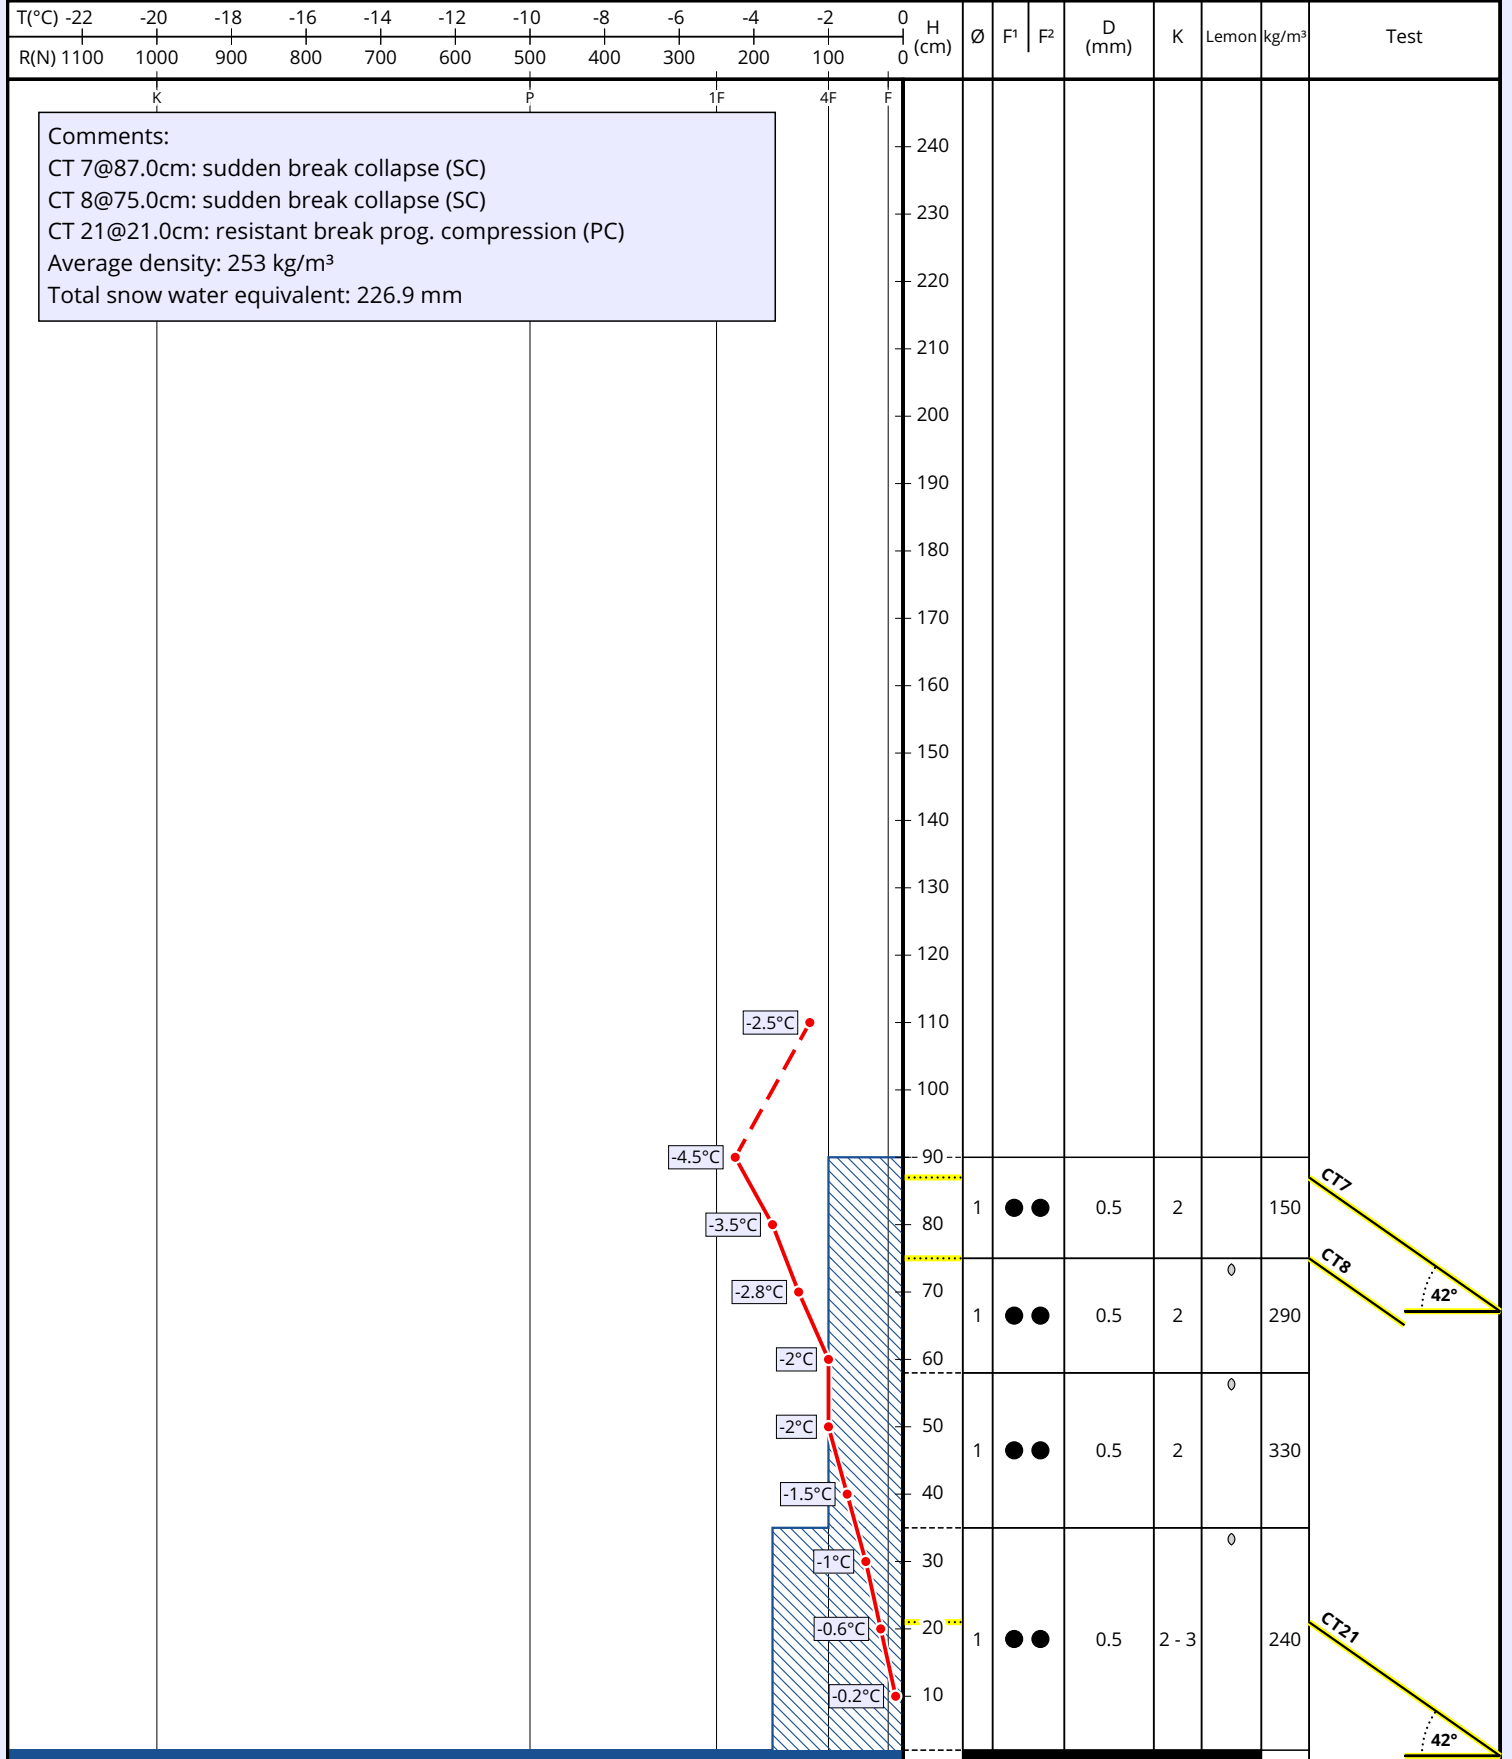 T(°C) -22 -20 -18 -16 -14 -12 -10 -8 -6 -4 -2 0
R(N) 1100 1000 900 800 700 600 500 400 300 200 100 0
H (cm) Ø F¹ F² D (mm) K Lemon kg/m³ Test
K P 1F 4F F
Comments:
CT 7@87.0cm: sudden break collapse (SC)
CT 8@75.0cm: sudden break collapse (SC)
CT 21@21.0cm: resistant break prog. compression (PC)
Average density: 253 kg/m³
Total snow water equivalent: 226.9 mm
240
230
220
210
200
190
180
170
160
150
140
130
120
-2.5°C 110
100
-4.5°C 90
CT7
1 0.5 2 150
-3.5°C 80
CT8
-2.8°C 70
42°
1 0.5 2 290
-2°C 60
-2°C 50
1 0.5 2 330
-1.5°C 40
-1°C 30
-0.6°C 20
CT21
1 0.5 2 - 3 240
-0.2°C 10
42°